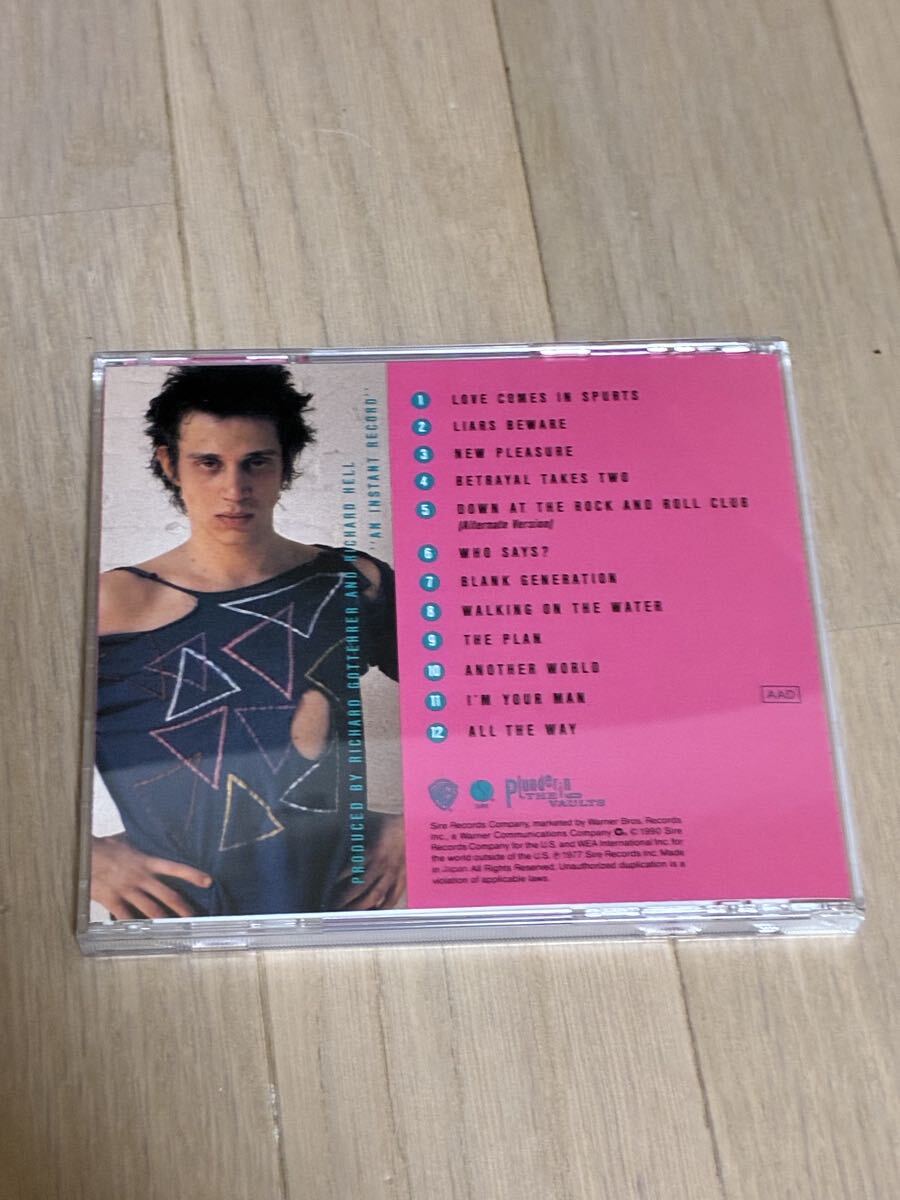 PRODUCED BY RICHARD GOTTEHRER AND RICHARD HELL
"AN INSTANT RECORD"
1 LOVE COMES IN SPURTS
2 LIARS BEWARE
3 NEW PLEASURE
4 BETRAYAL TAKES TWO
5 DOWN AT THE ROCK AND ROLL CLUB
(Alternate Version)
6 WHO SAYS?
7 BLANK GENERATION
8 WALKING ON THE WATER
9 THE PLAN
10 ANOTHER WORLD
11 I'M YOUR MAN
12 ALL THE WAY
AAD
Plunderin
THE
VAULTS
Sire Records Company, marketed by Warner Bros. Records
Inc., a Warner Communications Company © 1990 Sire
Records Company for the U.S. and WEA International Inc. for
the world outside of the U.S. ℗ 1977 Sire Records Inc. Made
in Japan All Rights Reserved. Unauthorized duplication is a
violation of applicable laws.